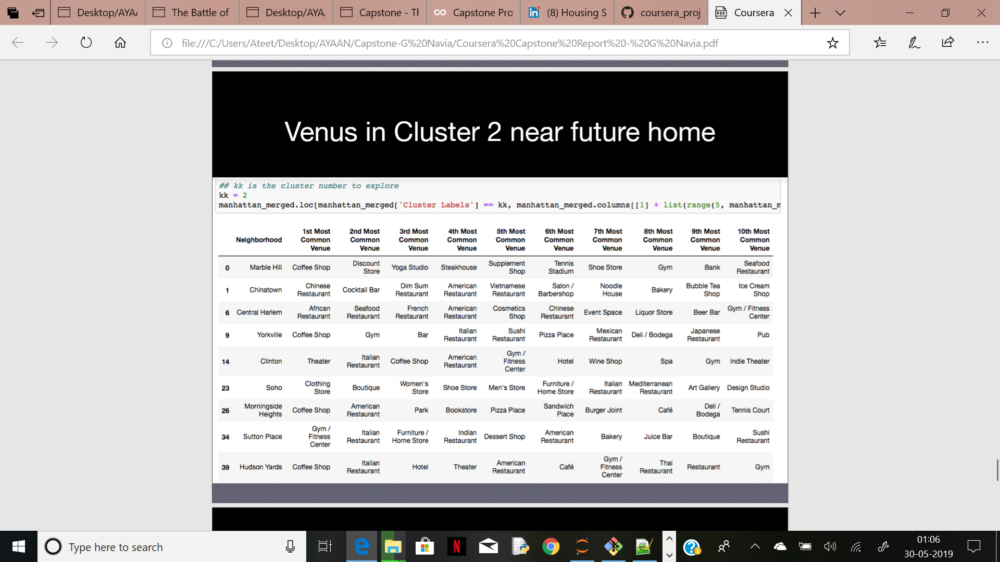 Desktop/AYA
The Battle of
Desktop/AYA
Capstone - Th
Capstone Pro
(8) Housing S
coursera_proj
Coursera
file:///C:/Users/Ateet/Desktop/AYAAN/Capstone-G%20Navia/Coursera%20Capstone%20Report%20-%20G%20Navia.pdf
Venus in Cluster 2 near future home
## kk is the cluster number to explore
kk = 2
manhattan_merged.loc[manhattan_merged['Cluster Labels'] == kk, manhattan_merged.columns[[1] + list(range(5, manhattan_m
Neighborhood 1st Most Common Venue 2nd Most Common Venue 3rd Most Common Venue 4th Most Common Venue 5th Most Common Venue 6th Most Common Venue 7th Most Common Venue 8th Most Common Venue 9th Most Common Venue 10th Most Common Venue
0 Marble Hill Coffee Shop Discount Store Yoga Studio Steakhouse Supplement Shop Tennis Stadium Shoe Store Gym Bank Seafood Restaurant
1 Chinatown Chinese Restaurant Cocktail Bar Dim Sum Restaurant American Restaurant Vietnamese Restaurant Salon / Barbershop Noodle House Bakery Bubble Tea Shop Ice Cream Shop
6 Central Harlem African Restaurant Seafood Restaurant French Restaurant American Restaurant Cosmetics Shop Chinese Restaurant Event Space Liquor Store Beer Bar Gym / Fitness Center
9 Yorkville Coffee Shop Gym Bar Italian Restaurant Sushi Restaurant Pizza Place Mexican Restaurant Deli / Bodega Japanese Restaurant Pub
14 Clinton Theater Italian Restaurant Coffee Shop American Restaurant Gym / Fitness Center Hotel Wine Shop Spa Gym Indie Theater
23 Soho Clothing Store Boutique Women's Store Shoe Store Men's Store Furniture / Home Store Italian Restaurant Mediterranean Restaurant Art Gallery Design Studio
26 Morningside Heights Coffee Shop American Restaurant Park Bookstore Pizza Place Sandwich Place Burger Joint Café Deli / Bodega Tennis Court
34 Sutton Place Gym / Fitness Center Italian Restaurant Furniture / Home Store Indian Restaurant Dessert Shop American Restaurant Bakery Juice Bar Boutique Sushi Restaurant
39 Hudson Yards Coffee Shop Italian Restaurant Hotel Theater American Restaurant Café Gym / Fitness Center Thai Restaurant Restaurant Gym
Type here to search
01:06
30-05-2019